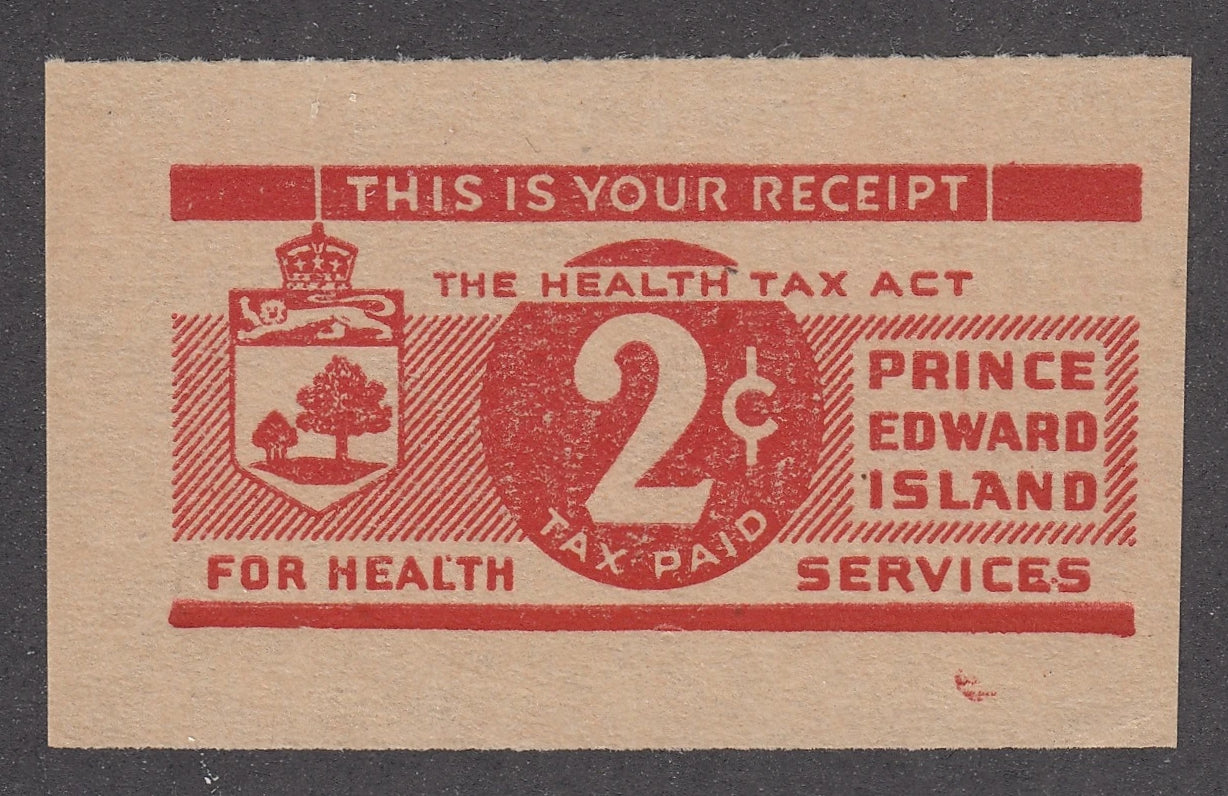 THIS IS YOUR RECEIPT
THE HEALTH TAX ACT
2¢
TAX PAID
PRINCE
EDWARD
ISLAND
FOR HEALTH SERVICES